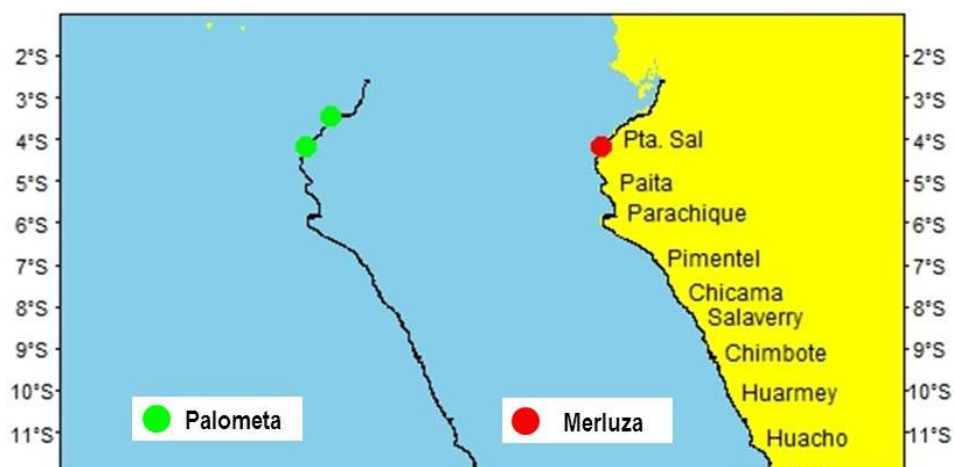 2°S 2°S
3°S 3°S
4°S Pta. Sal 4°S
5°S Paita 5°S
6°S Parachique 6°S
7°S Pimentel 7°S
8°S Chicama 8°S
Salaverry
9°S Chimbote 9°S
10°S Huarmey 10°S
11°S Palometa Merluza Huacho 11°S